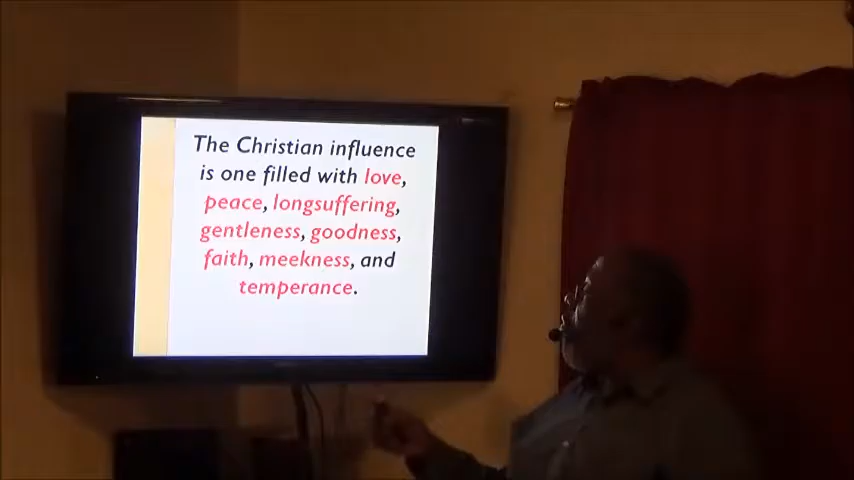 The Christian influence
is one filled with love,
peace, longsuffering,
gentleness, goodness,
faith, meekness, and
temperance.